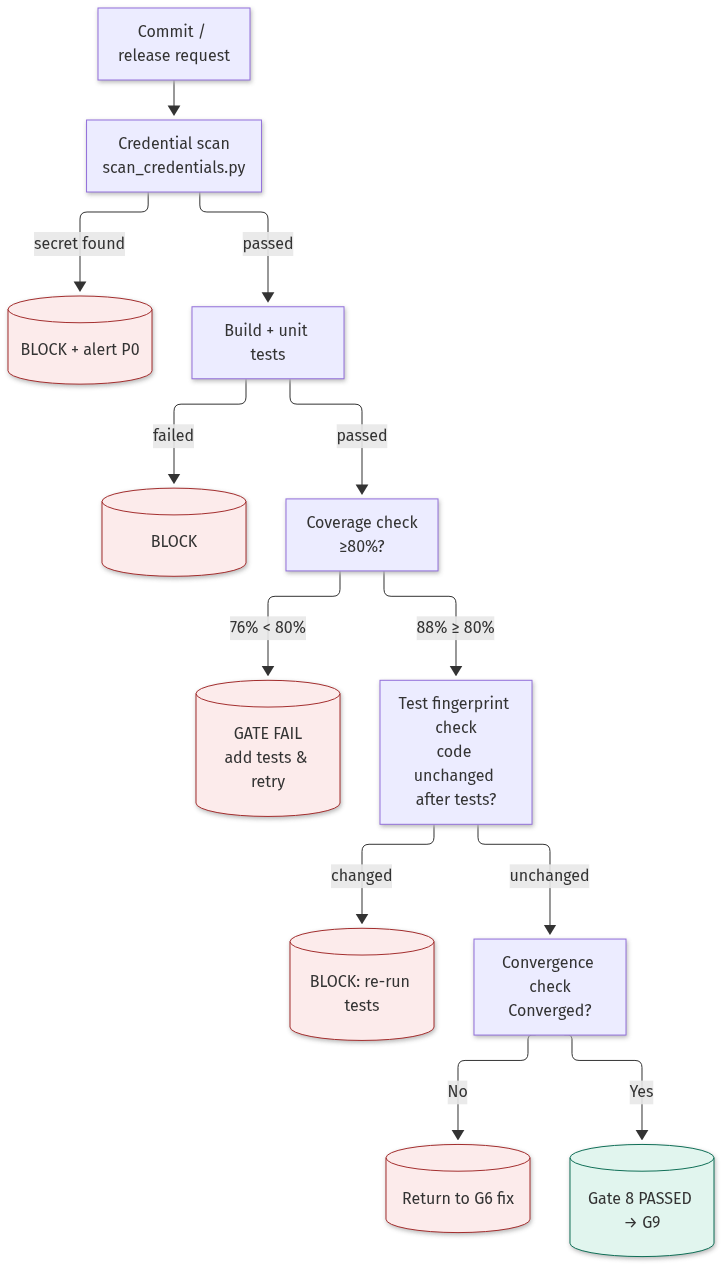 Commit /
release request
Credential scan
scan_credentials.py
secret found
passed
BLOCK + alert P0
Build + unit
tests
failed
passed
BLOCK
Coverage check
≥80%?
76% < 80%
88% ≥ 80%
GATE FAIL
add tests &
retry
Test fingerprint
check
code
unchanged
after tests?
changed
unchanged
BLOCK: re-run
tests
Convergence
check
Converged?
No
Yes
Return to G6 fix
Gate 8 PASSED
→ G9